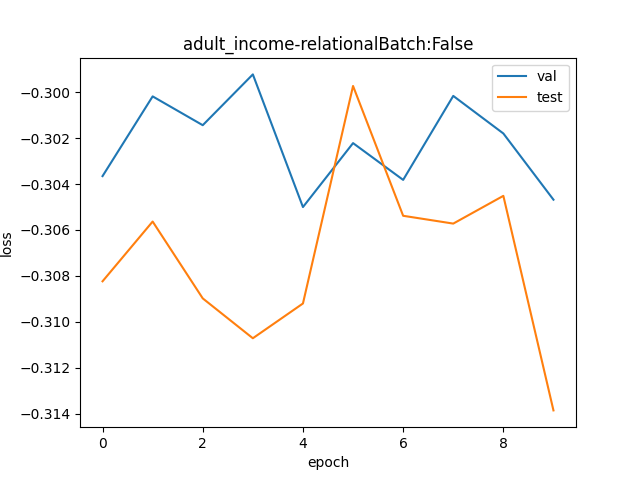 adult_income-relationalBatch:False
val
test
−0.300
−0.302
−0.304
−0.306
−0.308
−0.310
−0.312
−0.314
loss
0 2 4 6 8
epoch